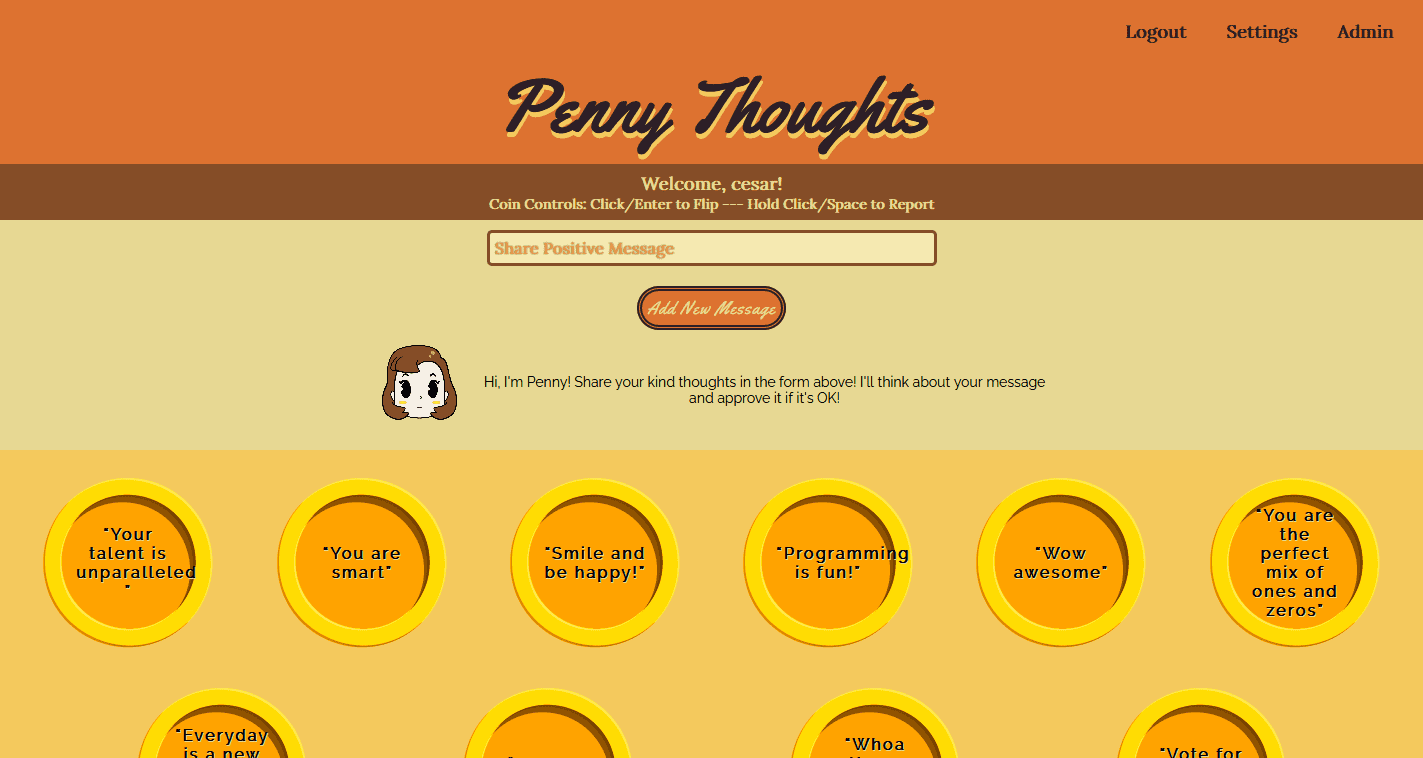 Logout Settings Admin
Penny Thoughts
Welcome, cesar!
Coin Controls: Click/Enter to Flip --- Hold Click/Space to Report
Share Positive Message
Add New Message
Hi, I'm Penny! Share your kind thoughts in the form above! I'll think about your message
and approve it if it's OK!
"Your
talent is
unparalleled
"
"You are
smart"
"Smile and
be happy!"
"Programming
is fun!"
"Wow
awesome"
"You are
the
perfect
mix of
ones and
zeros"
"Everyday
is a new
"Whoa
"Vote for